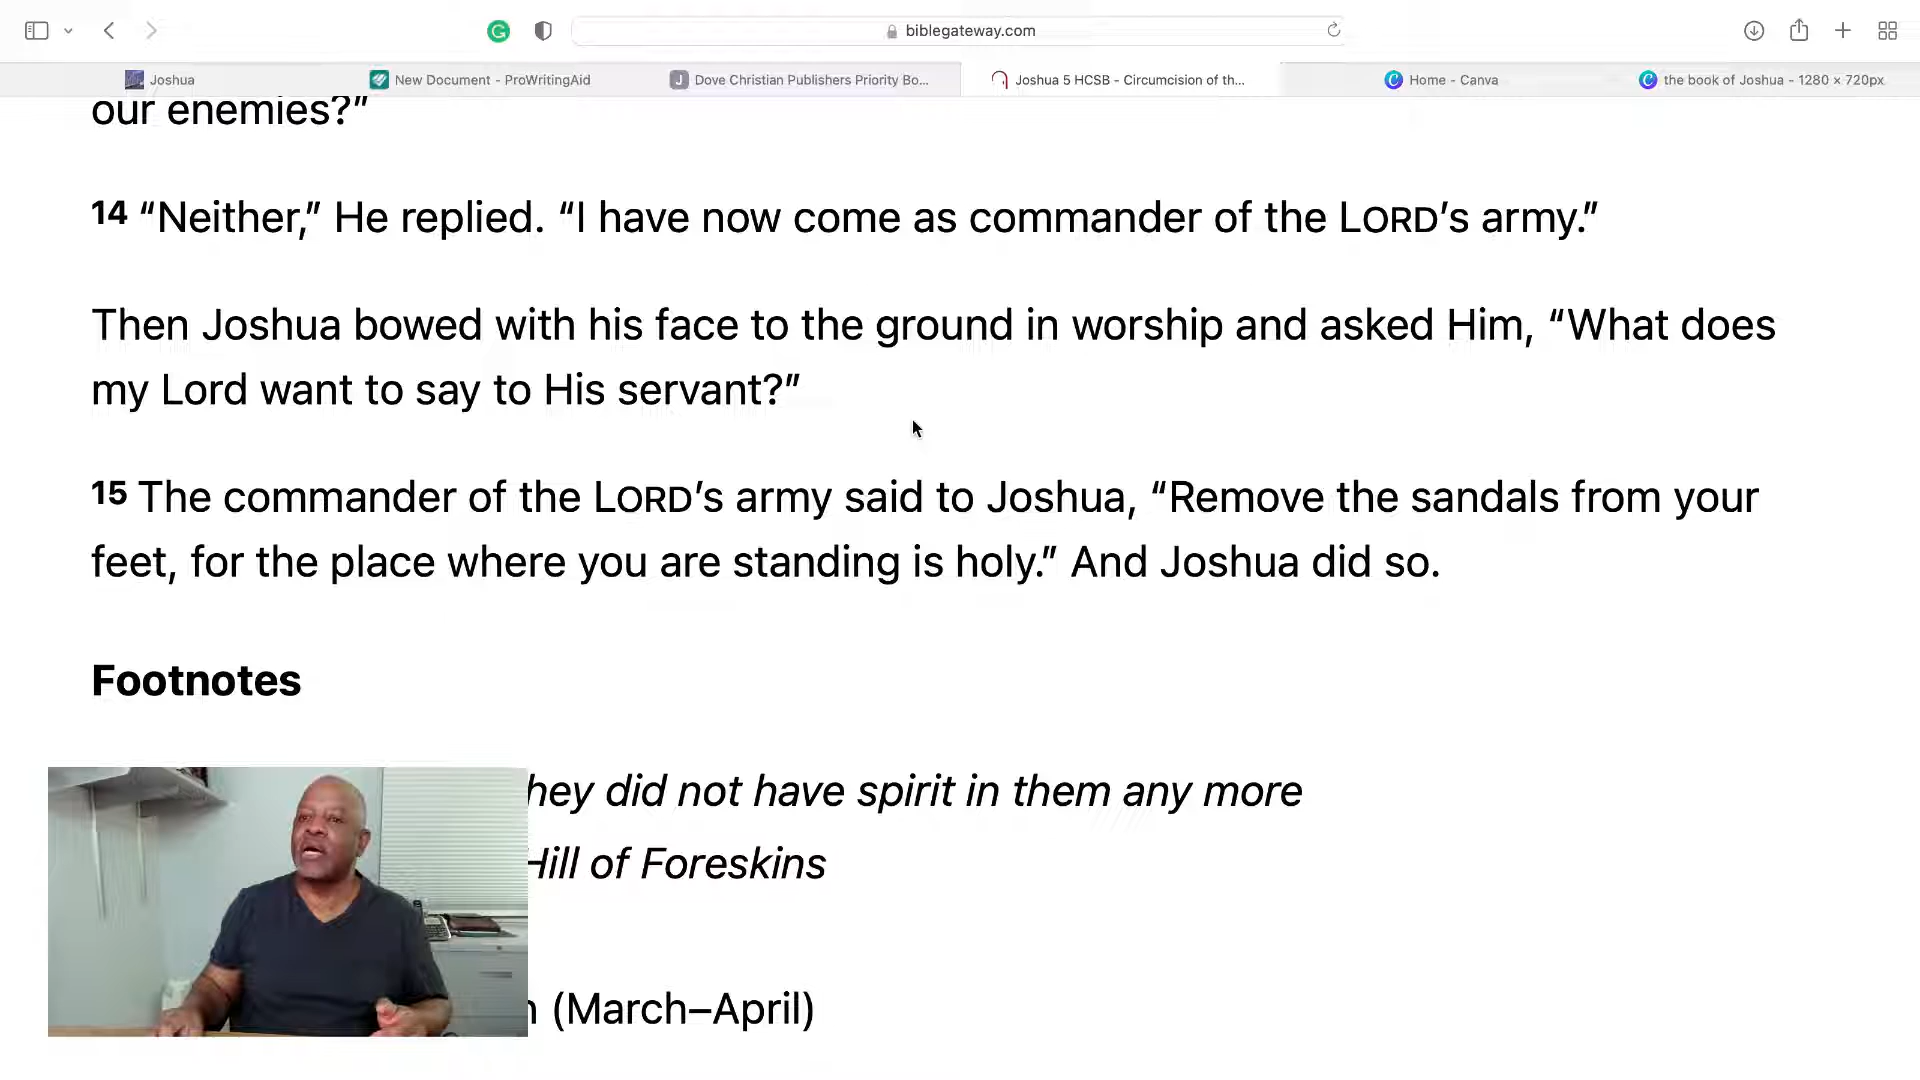 biblegateway.com
Joshua
New Document - ProWritingAid
Dove Christian Publishers Priority Bo...
Joshua 5 HCSB - Circumcision of th...
Home - Canva
the book of Joshua - 1280 × 720px
our enemies?”
14 “Neither,” He replied. “I have now come as commander of the LORD’s army.”
Then Joshua bowed with his face to the ground in worship and asked Him, “What does
my Lord want to say to His servant?”
15 The commander of the LORD’s army said to Joshua, “Remove the sandals from your
feet, for the place where you are standing is holy.” And Joshua did so.
Footnotes
hey did not have spirit in them any more
Hill of Foreskins
n (March–April)